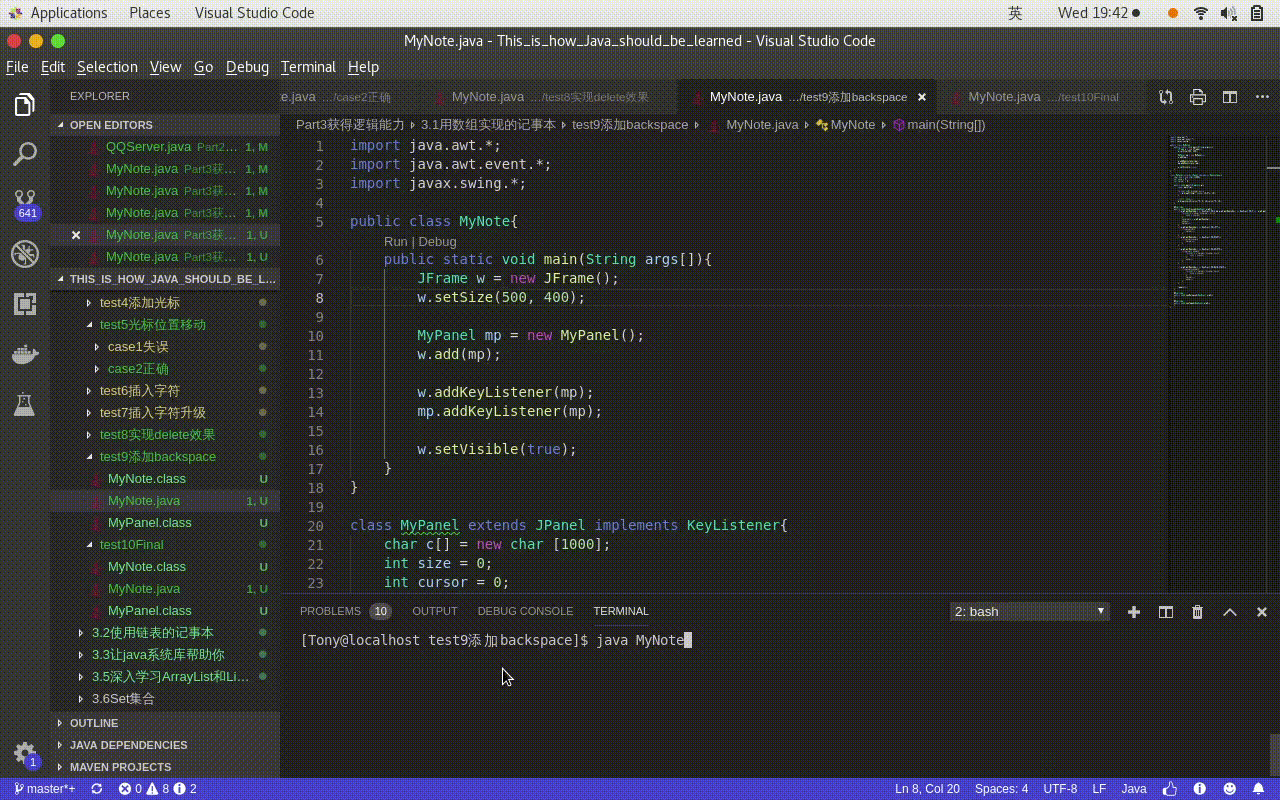 Applications Places Visual Studio Code 英 Wed 19:42
MyNote.java - This_is_how_Java_should_be_learned - Visual Studio Code
File Edit Selection View Go Debug Terminal Help
EXPLORER
OPEN EDITORS
QQServer.java Part2... 1, M
MyNote.java Part3获... 1, M
MyNote.java Part3获... 1, M
MyNote.java Part3获... 1, M
MyNote.java Part3获... 1, U
MyNote.java Part3获... 1, U
THIS_IS_HOW_JAVA_SHOULD_BE_L...
test4添加光标
test5光标位置移动
case1失误
case2正确
test6插入字符
test7插入字符升级
test8实现delete效果
test9添加backspace
MyNote.class U
MyNote.java 1, U
MyPanel.class U
test10Final
MyNote.class U
MyNote.java 1, U
MyPanel.class U
3.2使用链表的记事本
3.3让java系统库帮助你
3.5深入学习ArrayList和Li...
3.6Set集合
OUTLINE
JAVA DEPENDENCIES
MAVEN PROJECTS
641
1
te.java .../case2正确 MyNote.java .../test8实现delete效果 MyNote.java .../test9添加backspace MyNote.java .../test10Final
Part3获得逻辑能力 3.1用数组实现的记事本 test9添加backspace MyNote.java MyNote main(String[])
1 import java.awt.*;
2 import java.awt.event.*;
3 import javax.swing.*;
4
5 public class MyNote{
Run | Debug
6 public static void main(String args[]){
7 JFrame w = new JFrame();
8 w.setSize(500, 400);
9
10 MyPanel mp = new MyPanel();
11 w.add(mp);
12
13 w.addKeyListener(mp);
14 mp.addKeyListener(mp);
15
16 w.setVisible(true);
17 }
18 }
19
20 class MyPanel extends JPanel implements KeyListener{
21 char c[] = new char [1000];
22 int size = 0;
23 int cursor = 0;
PROBLEMS 10 OUTPUT DEBUG CONSOLE TERMINAL 2: bash
[Tony@localhost test9添加backspace]$ java MyNote
master*+ 0 8 2 Ln 8, Col 20 Spaces: 4 UTF-8 LF Java